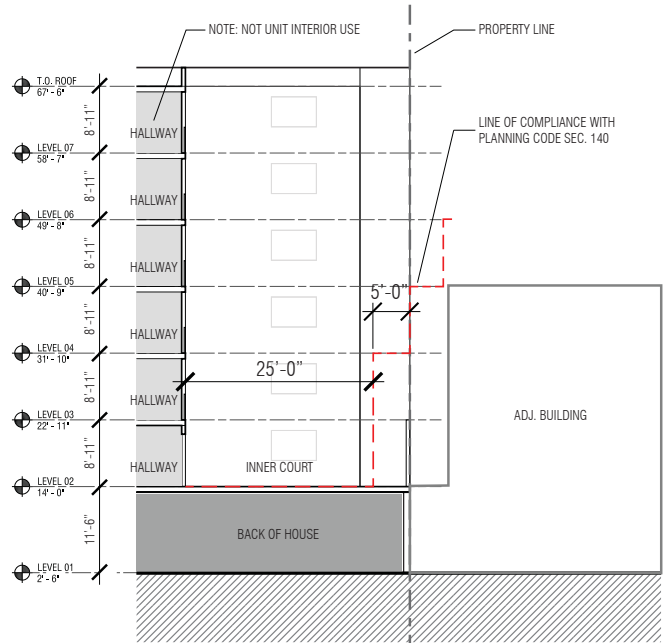 NOTE: NOT UNIT INTERIOR USE
PROPERTY LINE
T.O. ROOF
67' - 6"
8'-11"
HALLWAY
LINE OF COMPLIANCE WITH
PLANNING CODE SEC. 140
LEVEL 07
58' - 7"
8'-11"
HALLWAY
LEVEL 06
49' - 8"
8'-11"
HALLWAY
LEVEL 05
40' - 9"
5'-0"
8'-11"
HALLWAY
LEVEL 04
31' - 10"
25'-0"
8'-11"
HALLWAY
LEVEL 03
22' - 11"
ADJ. BUILDING
8'-11"
HALLWAY
INNER COURT
LEVEL 02
14' - 0"
11'-6"
BACK OF HOUSE
LEVEL 01
2' - 6"